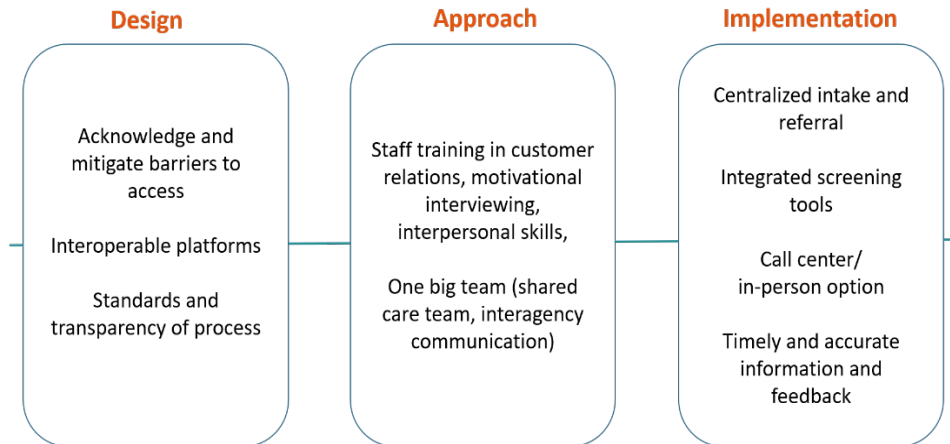 Design
Acknowledge and
mitigate barriers to
access
Interoperable platforms
Standards and
transparency of process
Approach
Staff training in customer
relations, motivational
interviewing,
interpersonal skills,
One big team (shared
care team, interagency
communication)
Implementation
Centralized intake and
referral
Integrated screening
tools
Call center/
in-person option
Timely and accurate
information and
feedback